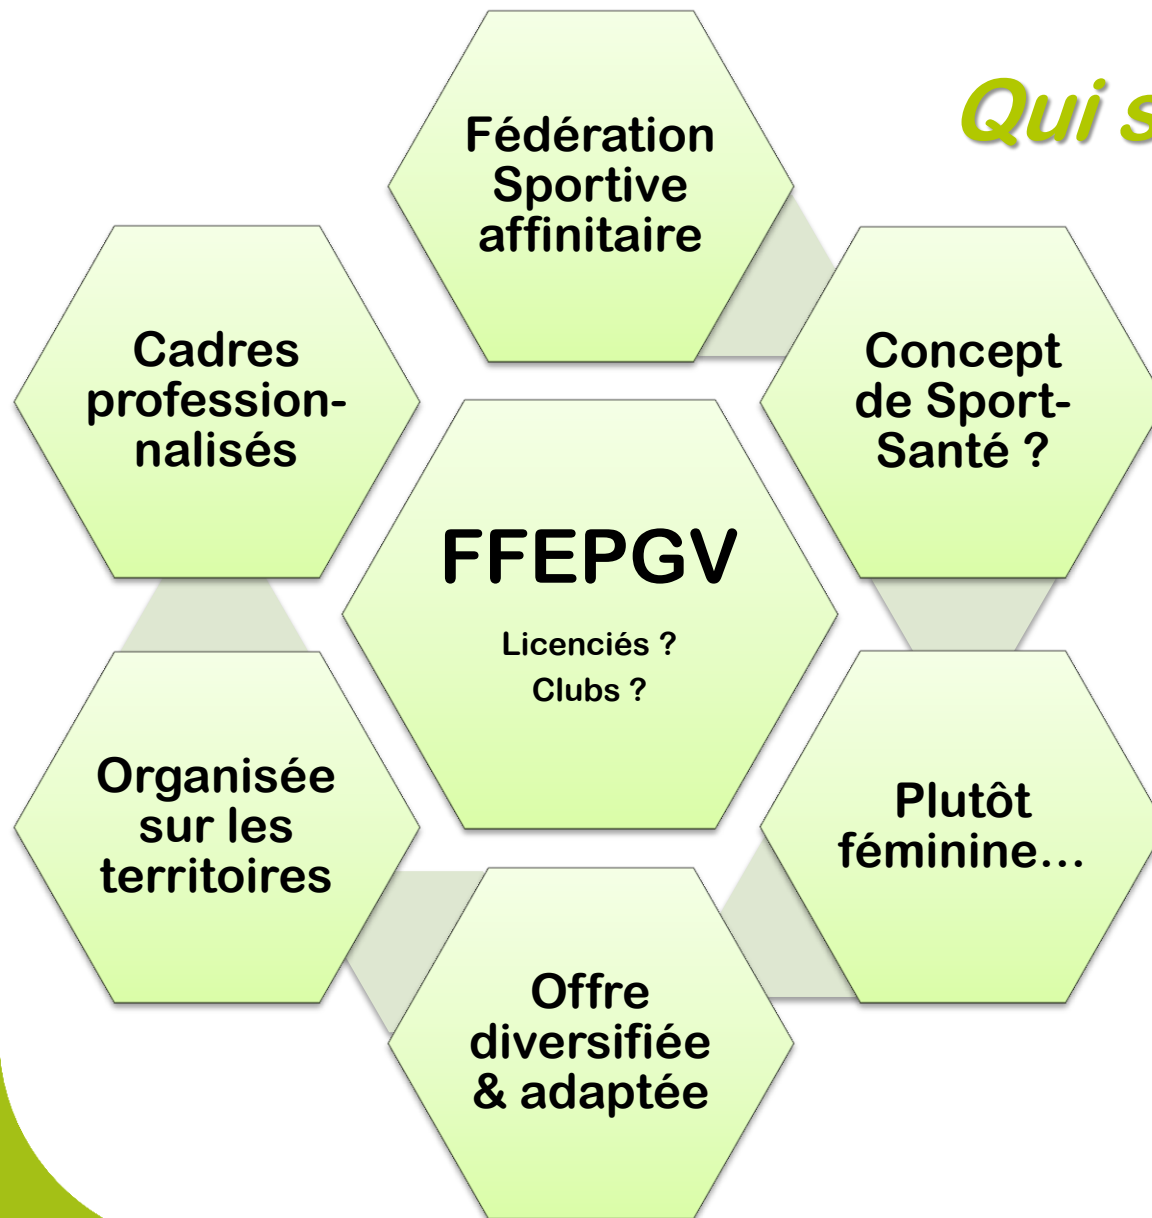 Qui s
Fédération
Sportive
affinitaire
Concept
de Sport-
Santé ?
Plutôt
féminine…
Offre
diversifiée
& adaptée
Organisée
sur les
territoires
Cadres
profession-
nalisés
FFEPGV
Licenciés ?
Clubs ?